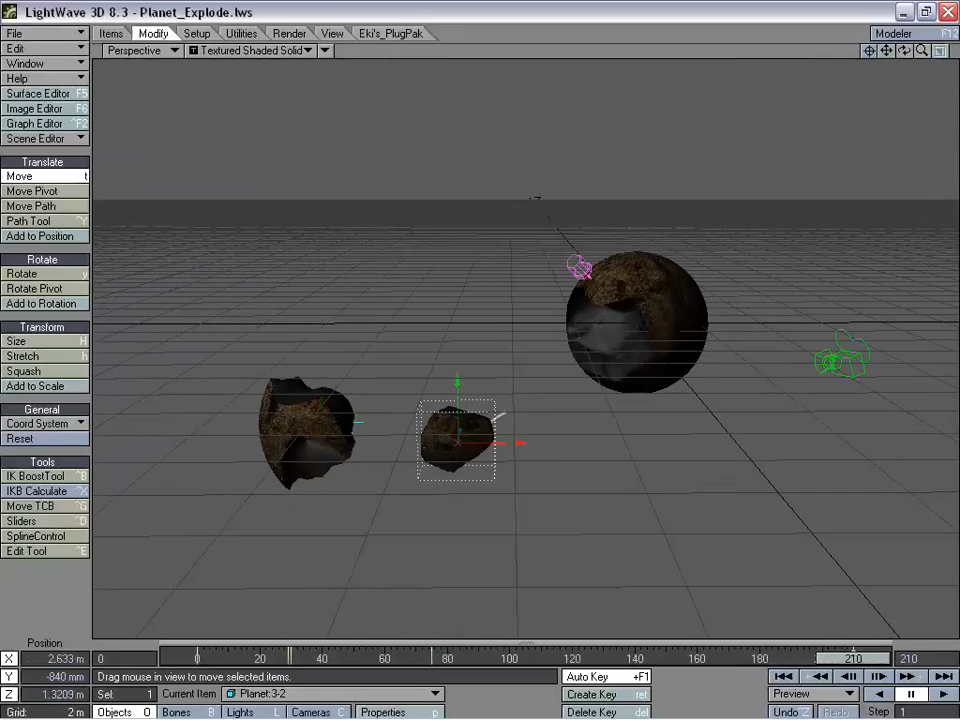 LightWave 3D 8.3 - Planet_Explode.lws
File Items Modify Setup Utilities Render View Eki's_PlugPak Modeler F12
Edit Perspective Textured Shaded Solid
Window
Help
Surface Editor F5
Image Editor F6
Graph Editor ^F2
Scene Editor
Translate
Move t
Move Pivot
Move Path
Path Tool ^Y
Add to Position
Rotate
Rotate y
Rotate Pivot
Add to Rotation
Transform
Size H
Stretch h
Squash
Add to Scale
General
Coord System
Reset
Tools
IK BoostTool ^B
IKB Calculate ^X
Move TCB ^G
Sliders ^D
SplineControl
Edit Tool ^E
+Z
Position
X 2.633 m 0 0 20 40 60 80 100 120 140 160 180 210 210
Y -840 mm Drag mouse in view to move selected items. Auto Key +F1
Z 1.3209 m Sel: 1 Current Item Planet:3-2 Create Key ret Preview
Grid: 2 m Objects O Bones B Lights L Cameras C Properties p Delete Key del Undo ^Z Redo z Step 1